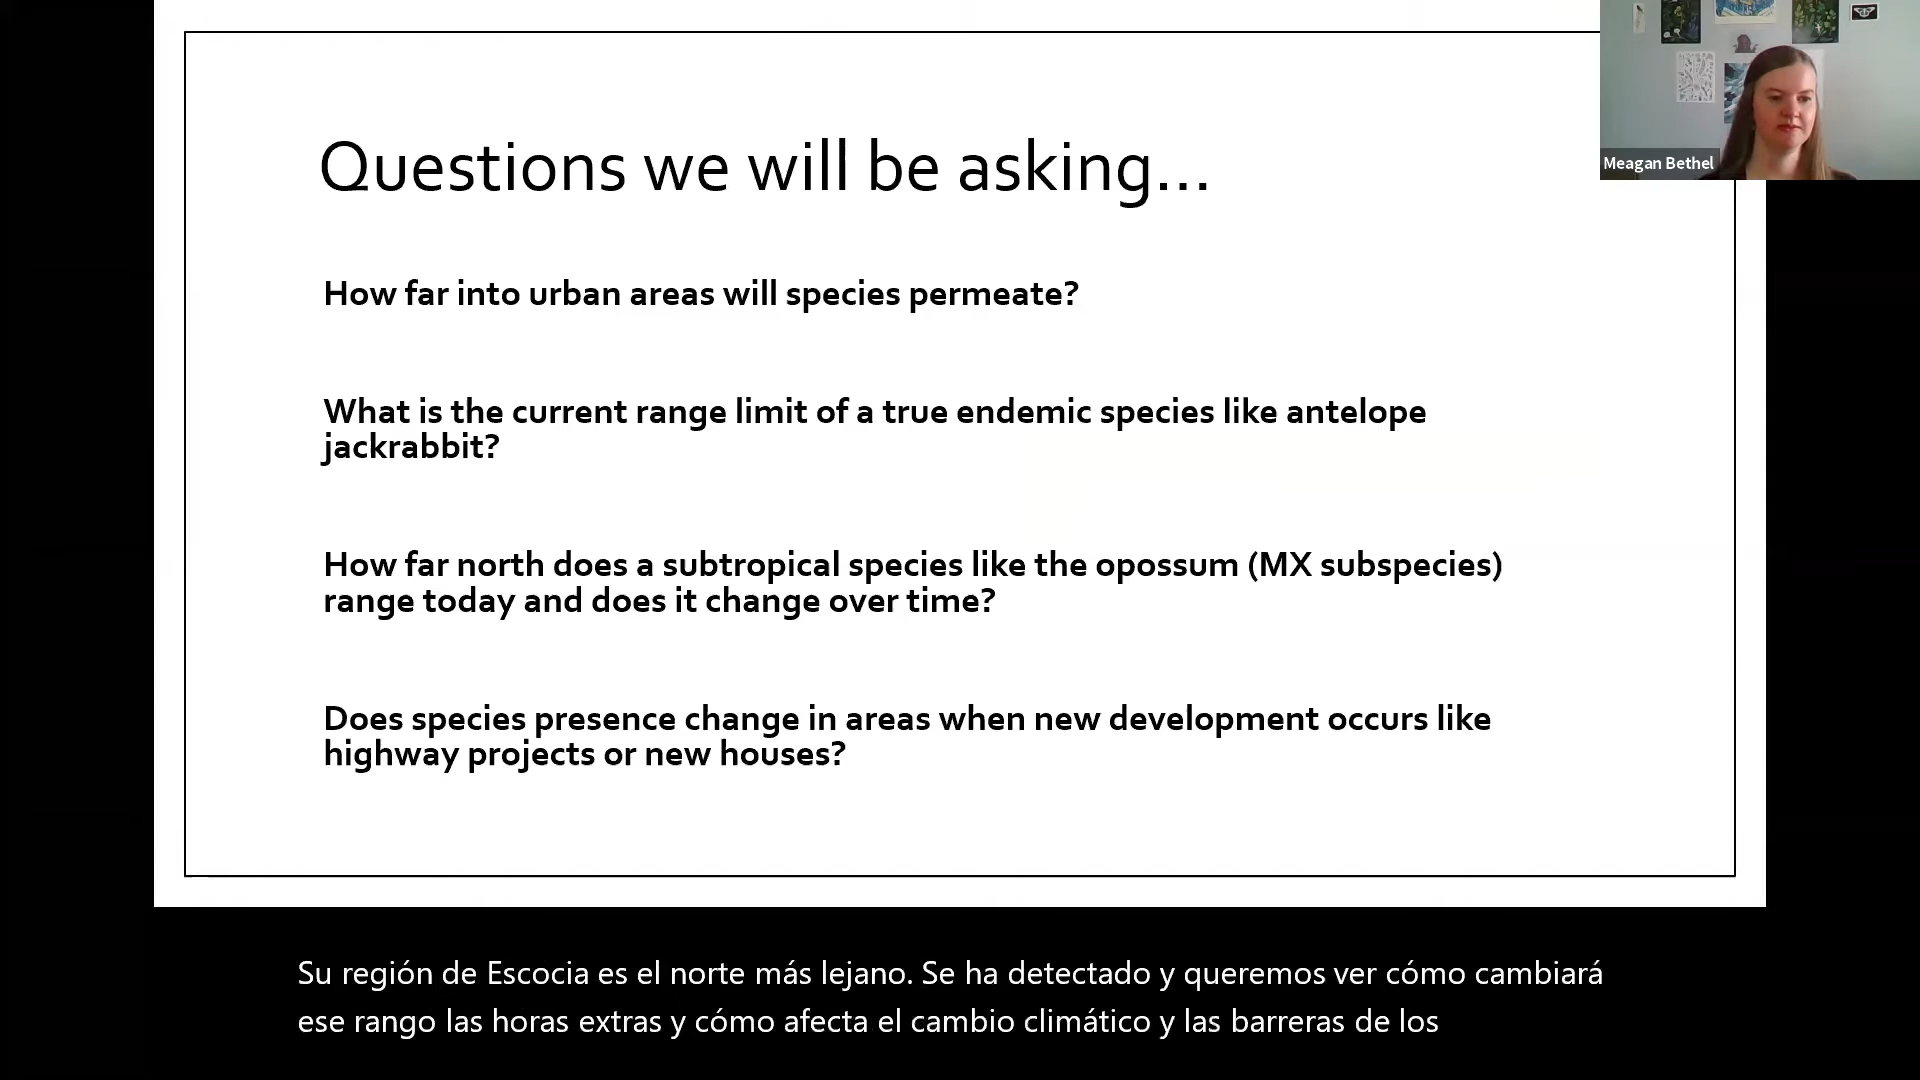 Questions we will be asking...
Meagan Bethel
How far into urban areas will species permeate?
What is the current range limit of a true endemic species like antelope
jackrabbit?
How far north does a subtropical species like the opossum (MX subspecies)
range today and does it change over time?
Does species presence change in areas when new development occurs like
highway projects or new houses?
Su región de Escocia es el norte más lejano. Se ha detectado y queremos ver cómo cambiará
ese rango las horas extras y cómo afecta el cambio climático y las barreras de los